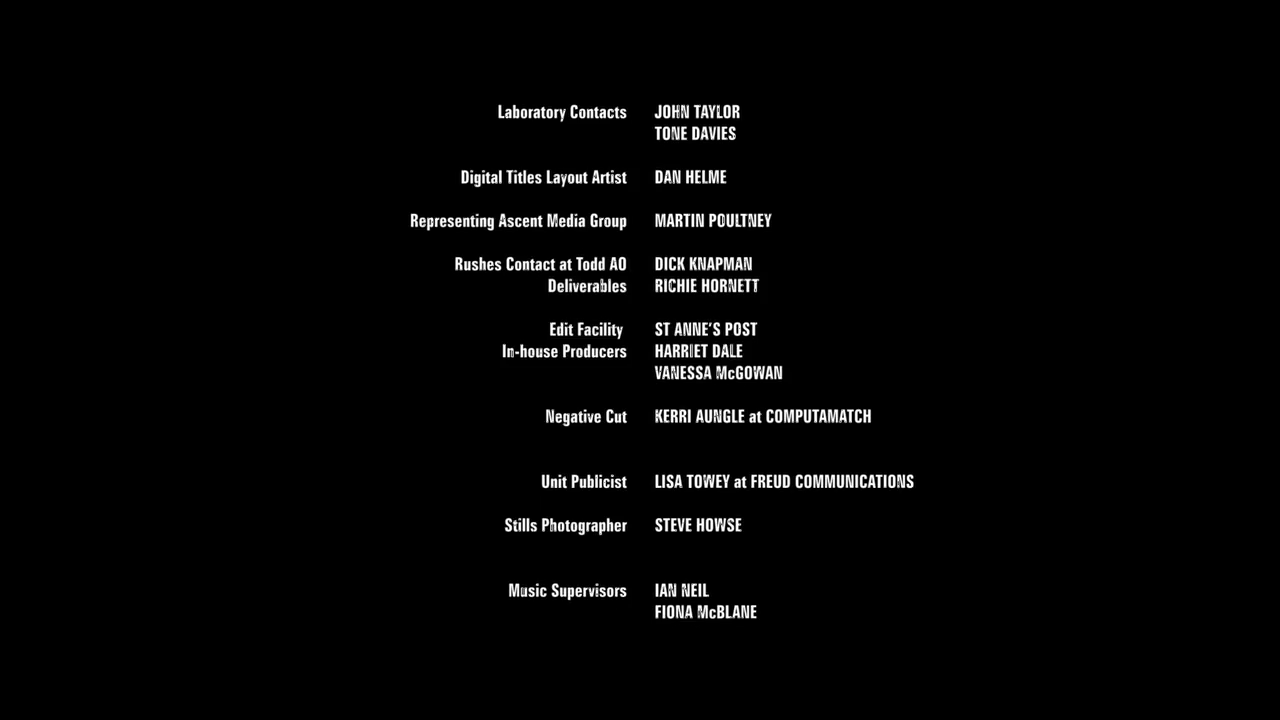 Laboratory Contacts JOHN TAYLOR
TONE DAVIES
Digital Titles Layout Artist DAN HELME
Representing Ascent Media Group MARTIN POULTNEY
Rushes Contact at Todd AO DICK KNAPMAN
Deliverables RICHIE HORNETT
Edit Facility ST ANNE'S POST
In-house Producers HARRIET DALE
VANESSA McGOWAN
Negative Cut KERRI AUNGLE at COMPUTAMATCH
Unit Publicist LISA TOWEY at FREUD COMMUNICATIONS
Stills Photographer STEVE HOWSE
Music Supervisors IAN NEIL
FIONA McBLANE